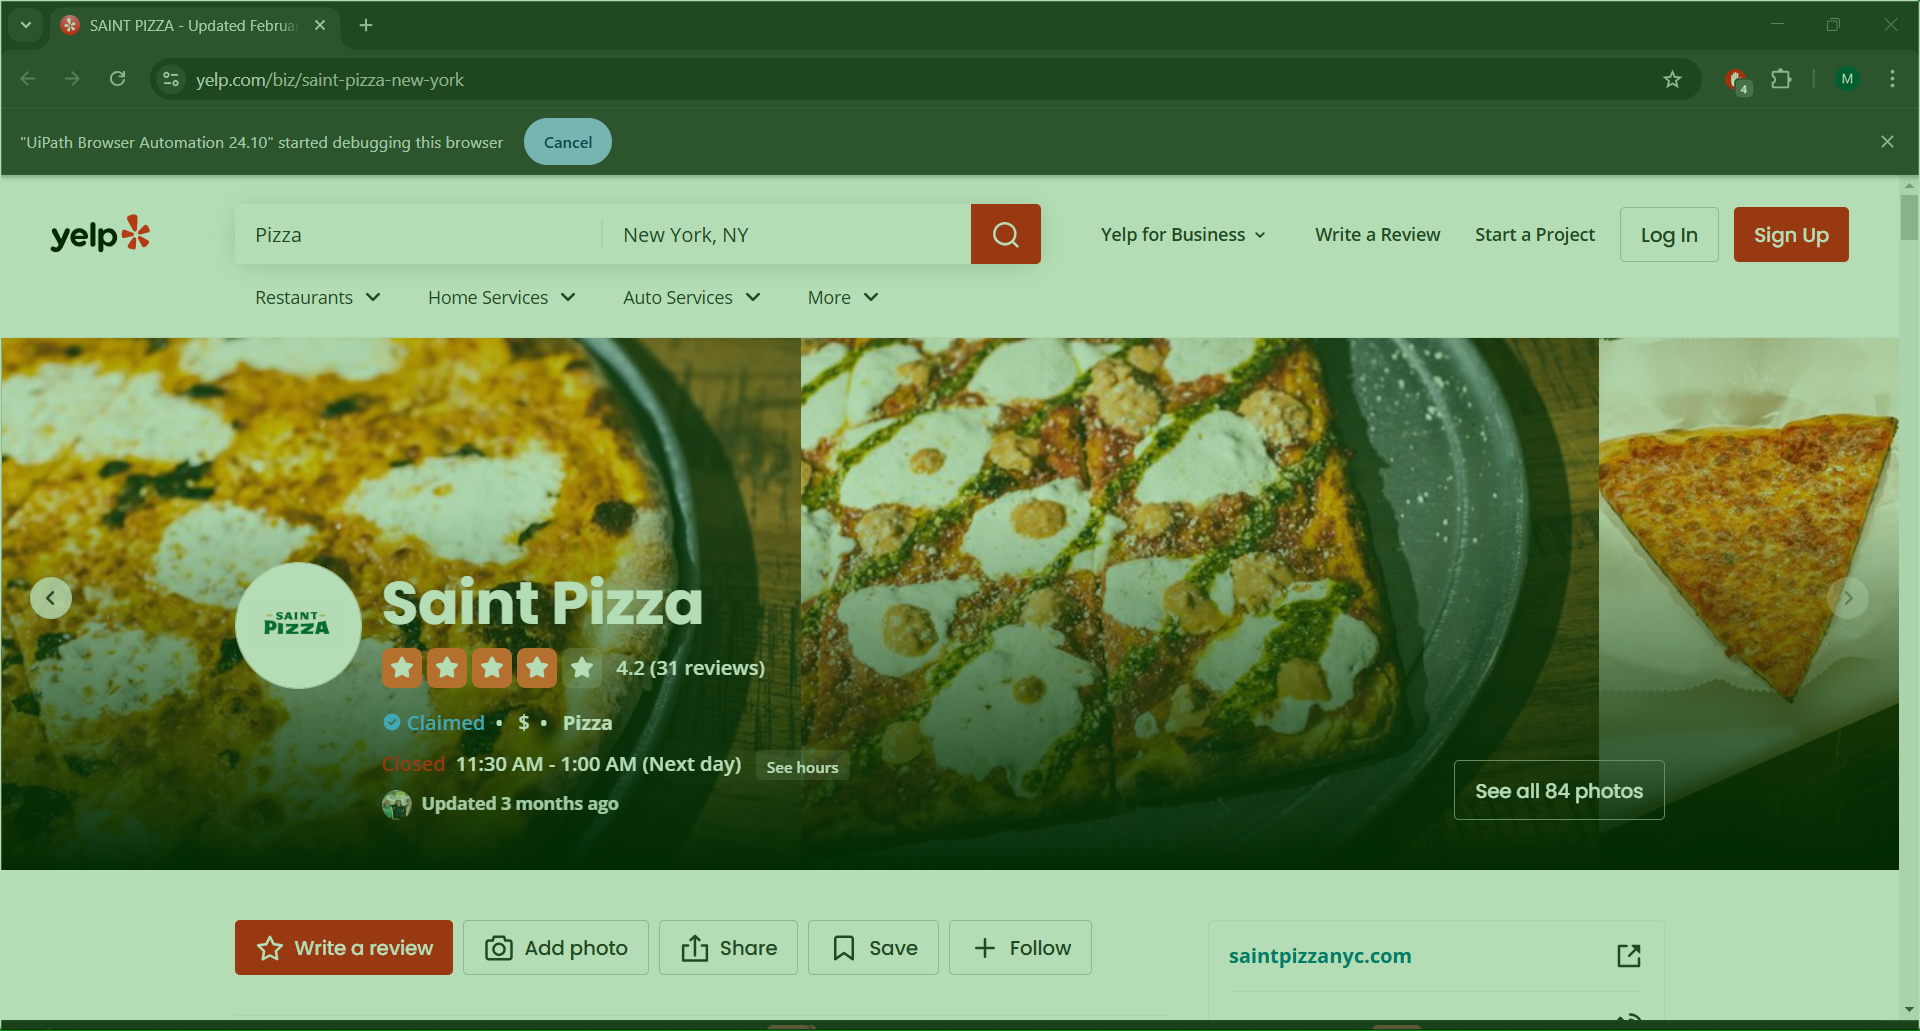 SAINT PIZZA - Updated Februar
yelp.com/biz/saint-pizza-new-york
4
M
"UiPath Browser Automation 24.10" started debugging this browser
Cancel
yelp
Pizza
New York, NY
Yelp for Business
Write a Review
Start a Project
Log In
Sign Up
Restaurants
Home Services
Auto Services
More
SAINT
PIZZA
Saint Pizza
4.2 (31 reviews)
Claimed • $ • Pizza
Closed 11:30 AM - 1:00 AM (Next day)
See hours
Updated 3 months ago
See all 84 photos
Write a review
Add photo
Share
Save
Follow
saintpizzanyc.com